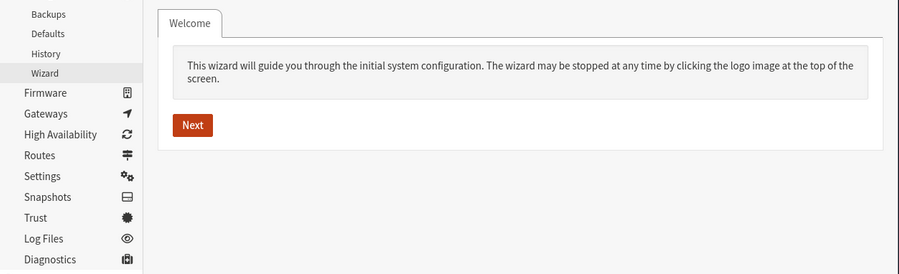 Backups
Defaults
History
Wizard
Firmware
Gateways
High Availability
Routes
Settings
Snapshots
Trust
Log Files
Diagnostics
Welcome
This wizard will guide you through the initial system configuration. The wizard may be stopped at any time by clicking the logo image at the top of the
screen.
Next